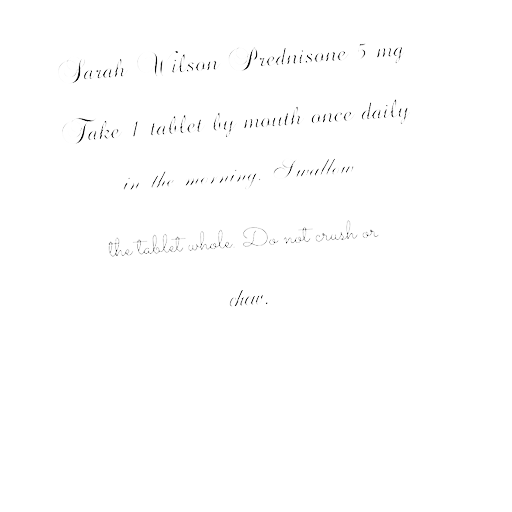 Sarah Wilson Prednisone 5 mg
Take 1 tablet by mouth once daily
in the morning. Swallow
the tablet whole. Do not crush or
chew.